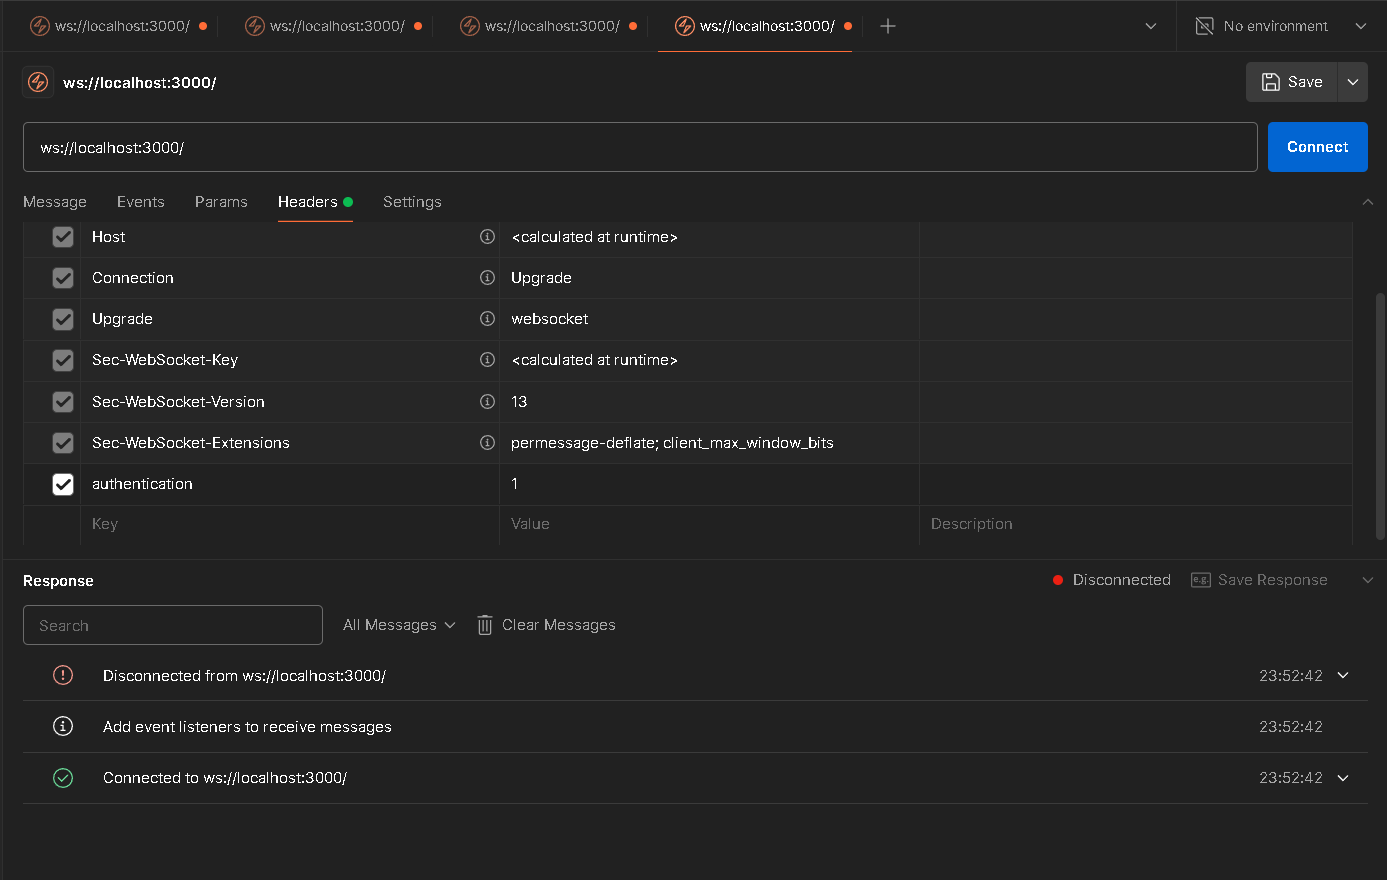 ws://localhost:3000/ ws://localhost:3000/ ws://localhost:3000/ ws://localhost:3000/ No environment
ws://localhost:3000/ Save
ws://localhost:3000/ Connect
Message Events Params Headers Settings
Host <calculated at runtime>
Connection Upgrade
Upgrade websocket
Sec-WebSocket-Key <calculated at runtime>
Sec-WebSocket-Version 13
Sec-WebSocket-Extensions permessage-deflate; client_max_window_bits
authentication 1
Key Value Description
Response Disconnected e.g. Save Response
Search All Messages Clear Messages
Disconnected from ws://localhost:3000/ 23:52:42
Add event listeners to receive messages 23:52:42
Connected to ws://localhost:3000/ 23:52:42